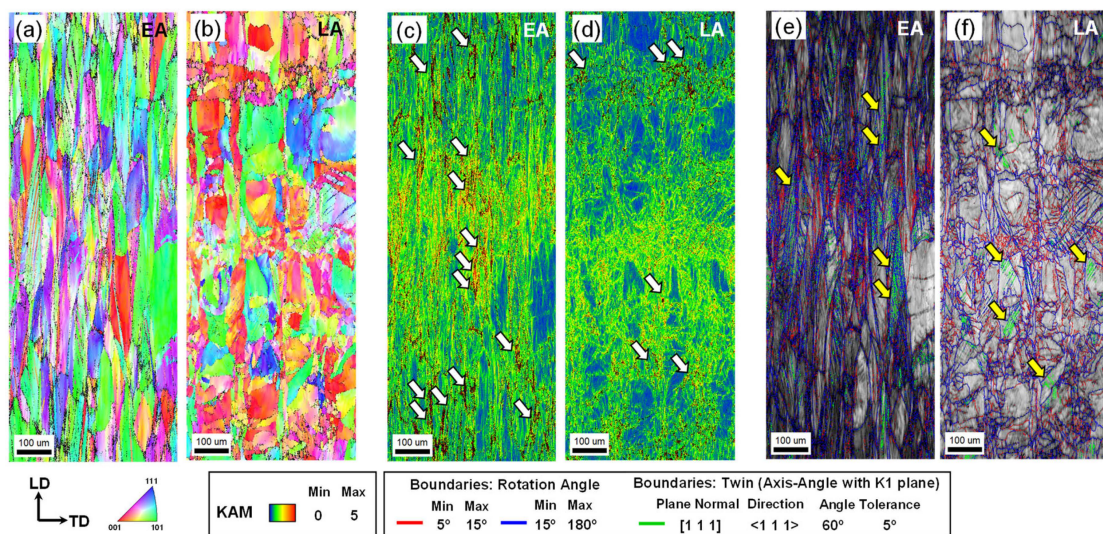 (a) EA (b) LA (c) EA (d) LA (e) EA (f) LA
100 um 100 um 100 um 100 um 100 um 100 um
LD
TD
111
001 101
Min Max
KAM 0 5
Boundaries: Rotation Angle
Min Max Min Max
5° 15° 15° 180°
Boundaries: Twin (Axis-Angle with K1 plane)
Plane Normal Direction Angle Tolerance
[1 1 1] <1 1 1> 60° 5°